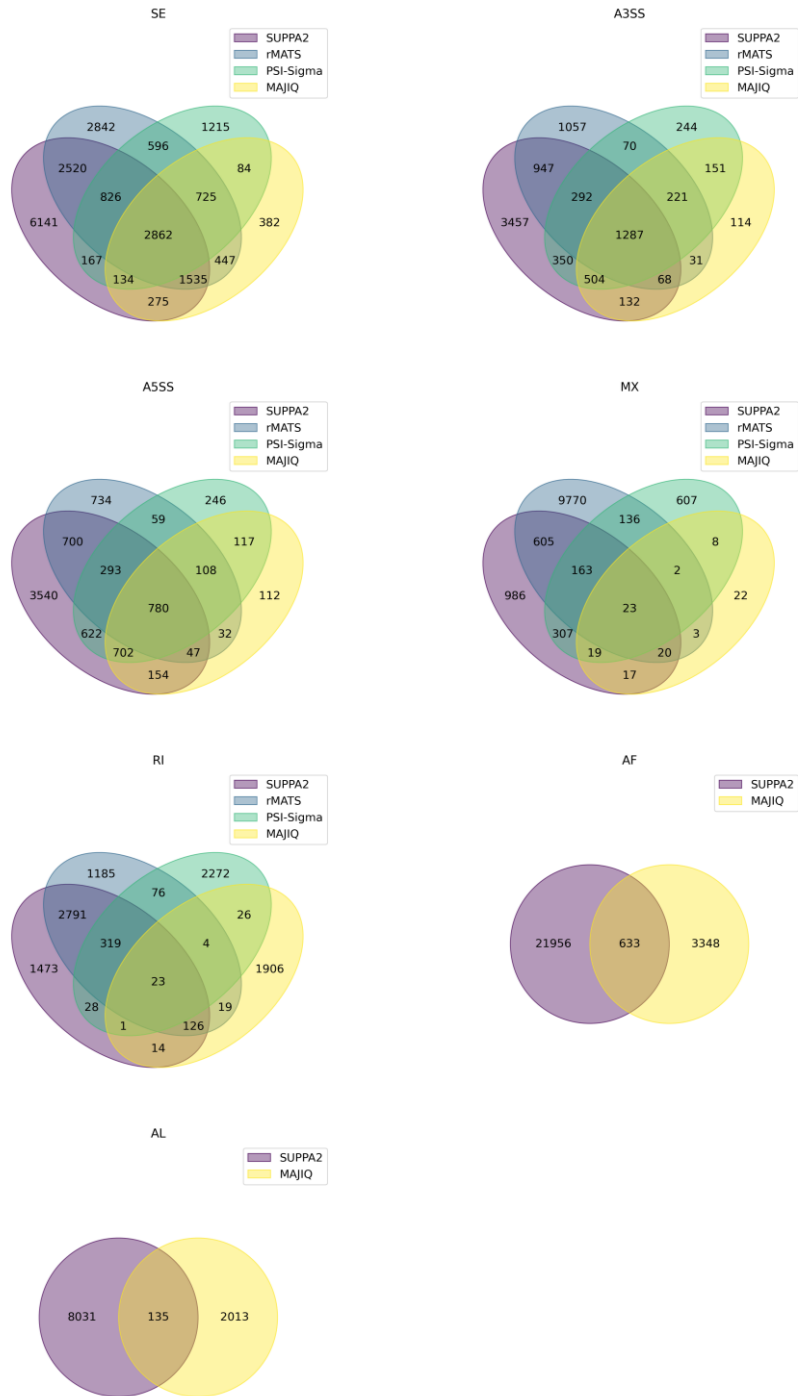 SE
SUPPA2
rMATS
PSI-Sigma
MAJIQ
2842
1215
596
2520
84
826
725
6141
382
2862
167
447
134
1535
275
A3SS
SUPPA2
rMATS
PSI-Sigma
MAJIQ
1057
244
70
947
151
292
221
3457
114
1287
350
31
504
68
132
A5SS
SUPPA2
rMATS
PSI-Sigma
MAJIQ
734
246
59
700
117
293
108
3540
112
780
622
32
702
47
154
MX
SUPPA2
rMATS
PSI-Sigma
MAJIQ
9770
607
136
605
8
163
2
986
22
23
307
3
19
20
17
RI
SUPPA2
rMATS
PSI-Sigma
MAJIQ
1185
2272
76
2791
26
319
4
1473
1906
23
28
19
1
126
14
AF
SUPPA2
MAJIQ
21956
633
3348
AL
SUPPA2
MAJIQ
8031
135
2013